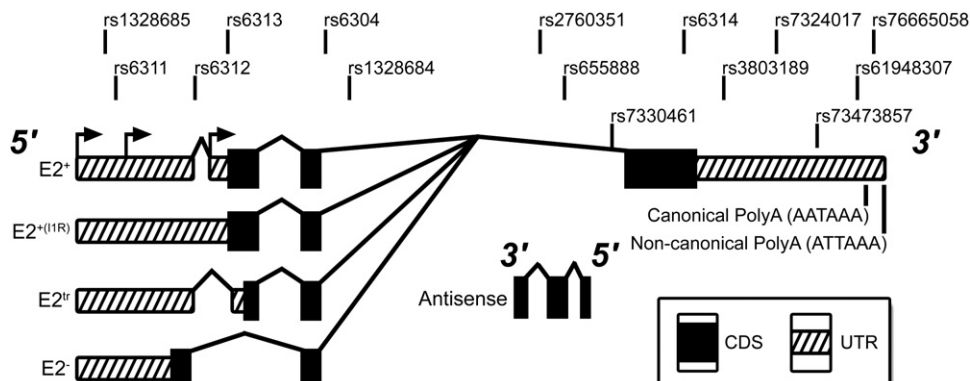 rs1328685 rs6313 rs6304 rs2760351 rs6314 rs7324017 rs76665058
rs6311 rs6312 rs1328684 rs655888 rs3803189 rs61948307
rs7330461 rs73473857
5' 3'
E2+
Canonical PolyA (AATAAA)
E2+(I1R)
Non-canonical PolyA (ATTAAA)
3' 5'
E2tr
Antisense
CDS UTR
E2-